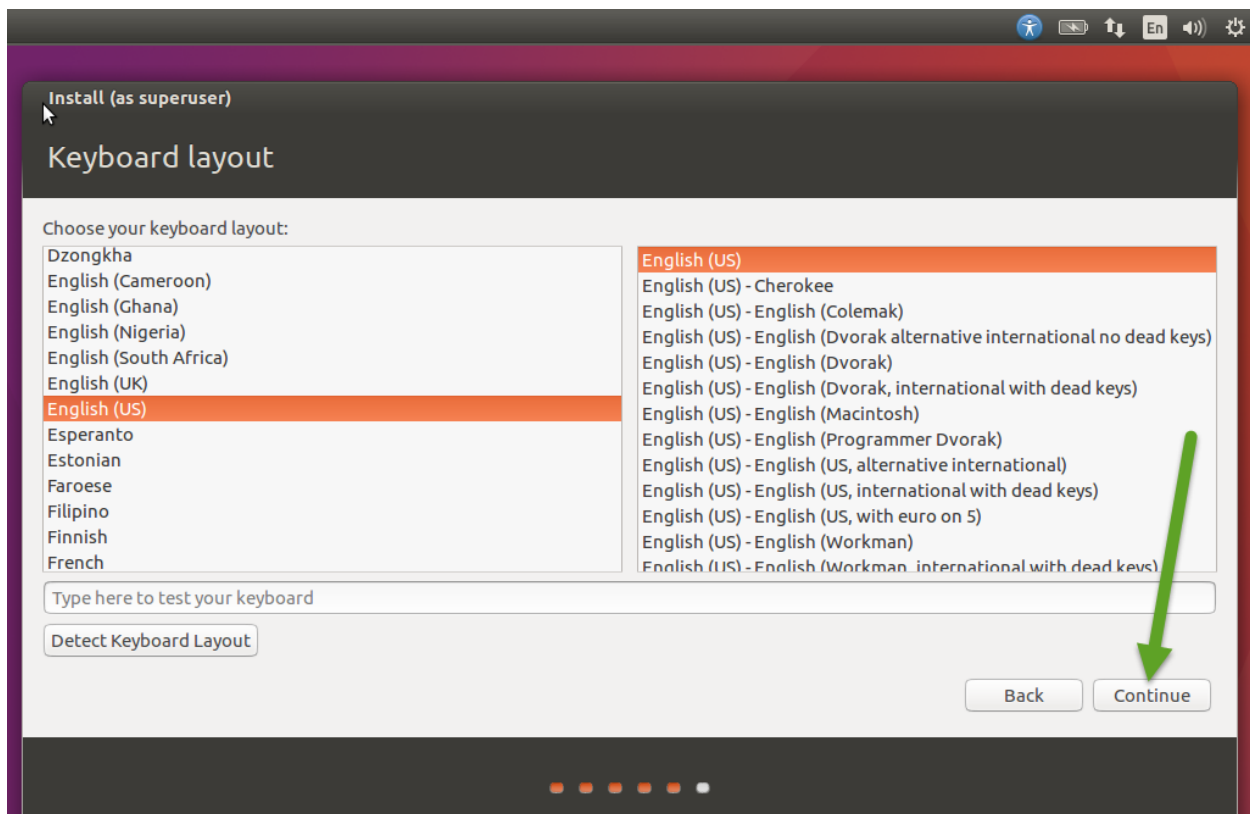 En
Install (as superuser)
Keyboard layout
Choose your keyboard layout:
Dzongkha
English (Cameroon)
English (Ghana)
English (Nigeria)
English (South Africa)
English (UK)
English (US)
Esperanto
Estonian
Faroese
Filipino
Finnish
French
English (US)
English (US) - Cherokee
English (US) - English (Colemak)
English (US) - English (Dvorak alternative international no dead keys)
English (US) - English (Dvorak)
English (US) - English (Dvorak, international with dead keys)
English (US) - English (Macintosh)
English (US) - English (Programmer Dvorak)
English (US) - English (US, alternative international)
English (US) - English (US, international with dead keys)
English (US) - English (US, with euro on 5)
English (US) - English (Workman)
English (US) - English (Workman, international with dead keys)
Type here to test your keyboard
Detect Keyboard Layout
Back
Continue